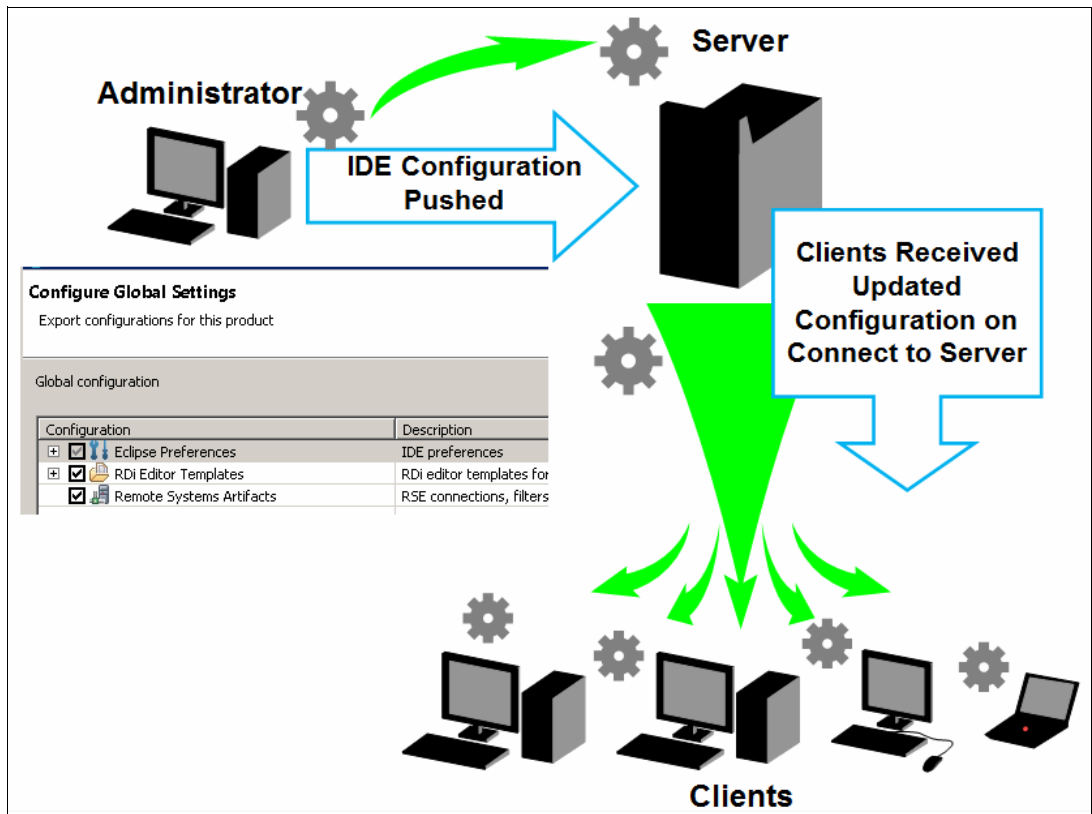 Server
Administrator
IDE Configuration
Pushed
Clients Received
Updated
Configuration on
Connect to Server
Configure Global Settings
Export configurations for this product
Global configuration
Configuration Description
Eclipse Preferences IDE preferences
RDi Editor Templates RDi editor templates for
Remote Systems Artifacts RSE connections, filters
Clients